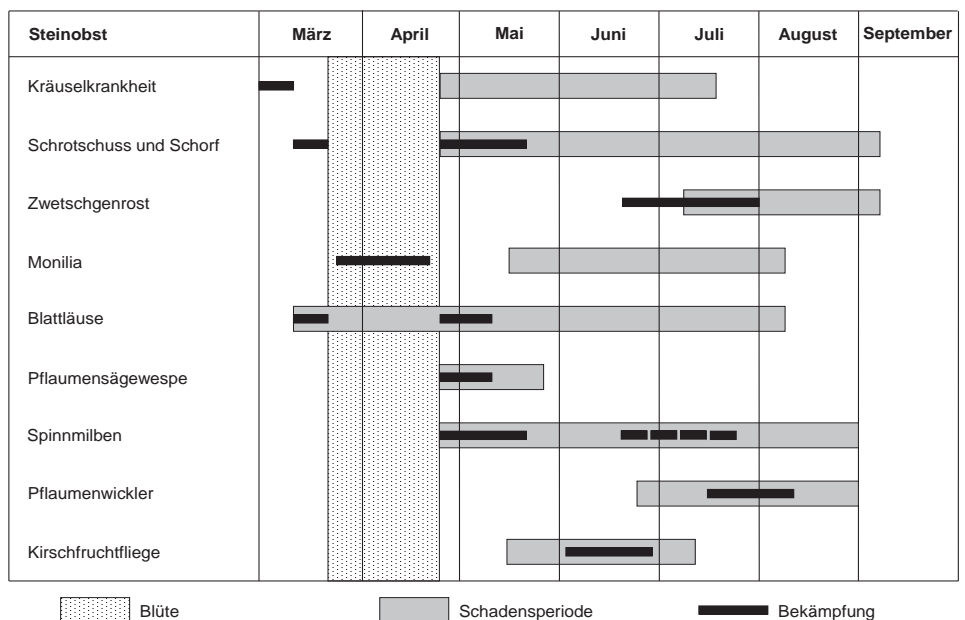 Steinobst März April Mai Juni Juli August September
Kräuselkrankheit
Schrotschuss und Schorf
Zwetschgenrost
Monilia
Blattläuse
Pflaumensägewespe
Spinnmilben
Pflaumenwickler
Kirschfruchtfliege
Blüte Schadensperiode Bekämpfung